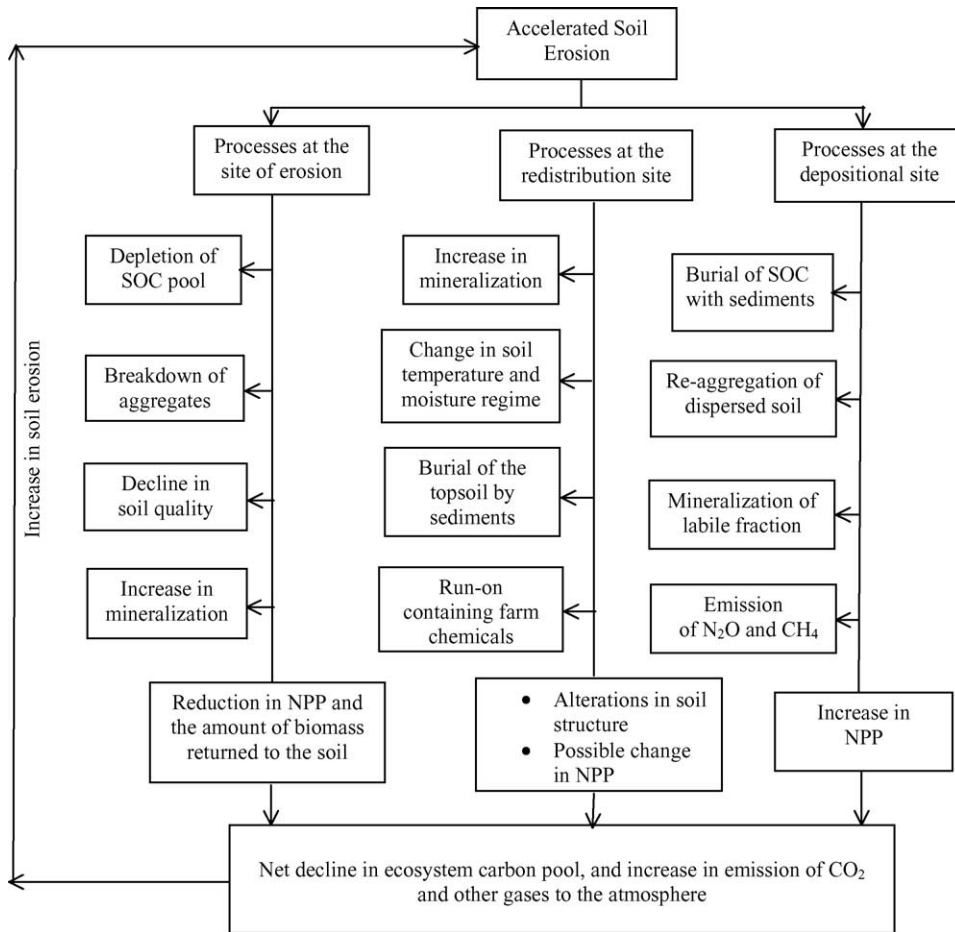 Accelerated Soil
Erosion
Processes at the
site of erosion
Depletion of
SOC pool
Breakdown of
aggregates
Decline in
soil quality
Increase in
mineralization
Reduction in NPP and
the amount of biomass
returned to the soil
Processes at the
redistribution site
Increase in
mineralization
Change in soil
temperature and
moisture regime
Burial of the
topsoil by
sediments
Run-on
containing farm
chemicals
• Alterations in soil
structure
• Possible change
in NPP
Processes at the
depositional site
Burial of SOC
with sediments
Re-aggregation of
dispersed soil
Mineralization of
labile fraction
Emission
of N₂O and CH₄
Increase in
NPP
Net decline in ecosystem carbon pool, and increase in emission of CO₂
and other gases to the atmosphere
Increase in soil erosion